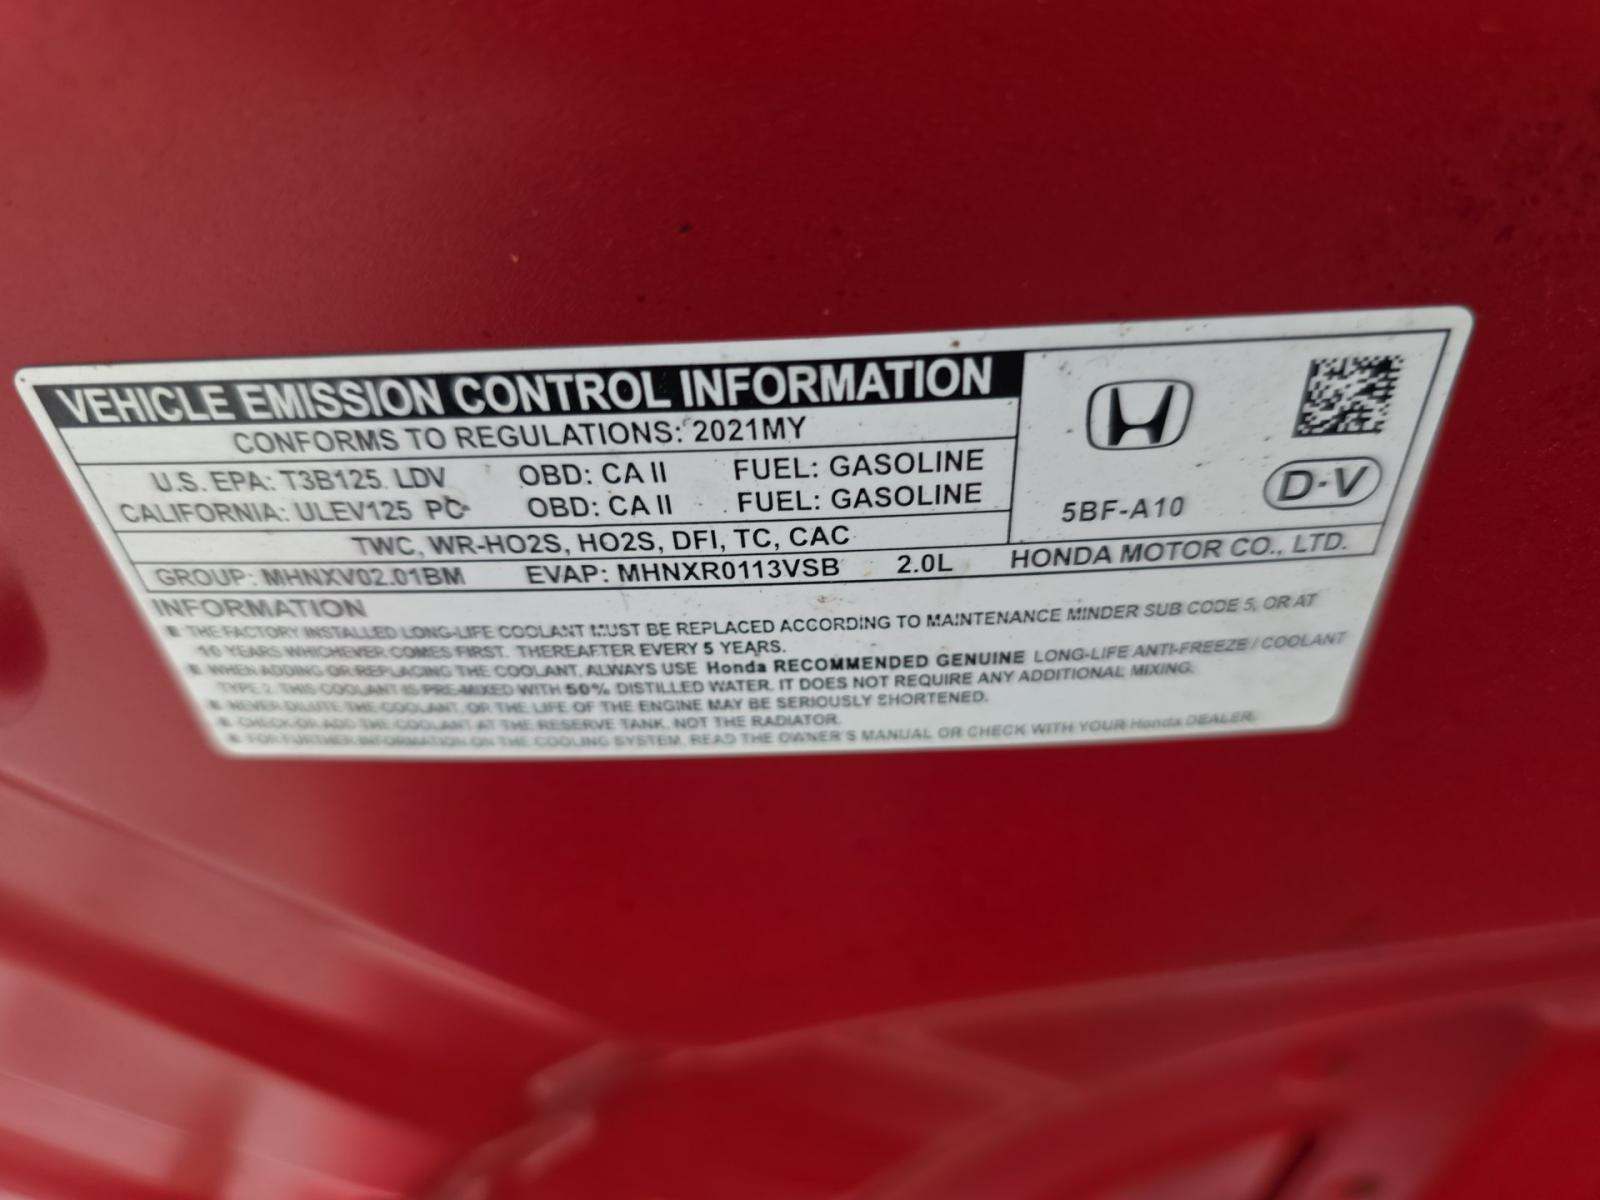 VEHICLE EMISSION CONTROL INFORMATION
CONFORMS TO REGULATIONS: 2021MY
U.S. EPA: T3B125 LDV OBD: CA II FUEL: GASOLINE
CALIFORNIA: ULEV125 PC OBD: CA II FUEL: GASOLINE
TWC, WR-HO2S, HO2S, DFI, TC, CAC
GROUP: MHNXV02.01BM EVAP: MHNXR0113VSB 2.0L
5BF-A10
D-V
HONDA MOTOR CO., LTD.
INFORMATION
■ THE FACTORY INSTALLED LONG-LIFE COOLANT MUST BE REPLACED ACCORDING TO MAINTENANCE MINDER SUB CODE 5, OR AT
10 YEARS WHICHEVER COMES FIRST. THEREAFTER EVERY 5 YEARS.
■ WHEN ADDING OR REPLACING THE COOLANT, ALWAYS USE Honda RECOMMENDED GENUINE LONG-LIFE ANTI-FREEZE / COOLANT
TYPE 2. THIS COOLANT IS PRE-MIXED WITH 50% DISTILLED WATER. IT DOES NOT REQUIRE ANY ADDITIONAL MIXING.
■ NEVER DILUTE THE COOLANT, OR THE LIFE OF THE ENGINE MAY BE SERIOUSLY SHORTENED.
■ CHECK OR ADD THE COOLANT AT THE RESERVE TANK, NOT THE RADIATOR.
■ FOR FURTHER INFORMATION ON THE COOLING SYSTEM, READ THE OWNER'S MANUAL OR CHECK WITH YOUR Honda DEALER.